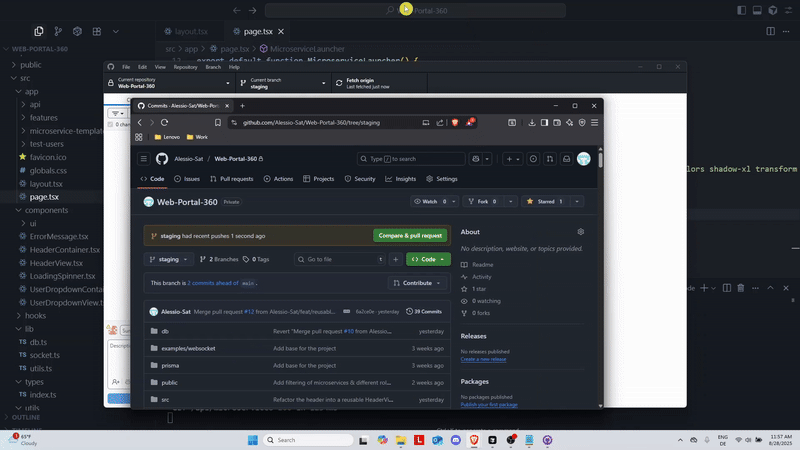 Web-Portal-360
WEB-PORTAL-360
public
src
app
api
features
microservice-template
test-users
favicon.ico
globals.css
layout.tsx
page.tsx
components
ui
ErrorMessage.tsx
HeaderContainer.tsx
HeaderView.tsx
LoadingSpinner.tsx
UserDropdownContainer
UserDropdownView.tsx
hooks
lib
db.ts
socket.ts
utils.ts
types
index.ts
utils
OUTLINE
TIMELINE
layout.tsx
page.tsx
src > app > page.tsx > MicroserviceLauncher
export default function MicroserviceLauncher() {
lors shadow-xl transform
File Edit View Repository Branch Help
Current repository
Web-Portal-360
Current branch
staging
Fetch origin
Last fetched just now
Commits - Alessio-Sat/Web-Port
github.com/Alessio-Sat/Web-Portal-360/tree/staging
Lenovo
Work
Alessio-Sat / Web-Portal-360
Type / to search
Code
Issues
Pull requests
Actions
Projects
Security
Insights
Settings
Web-Portal-360
Private
Watch 0
Fork 0
Starred 1
staging had recent pushes 1 second ago
Compare & pull request
staging
2 Branches
0 Tags
Go to file
t
Code
This branch is 2 commits ahead of main.
Contribute
Alessio-Sat Merge pull request #12 from Alessio-Sat/feat/reusabl
6a2ce0e · yesterday
39 Commits
db Revert "Merge pull request #10 from Alessio yesterday
examples/websocket Add base for the project 3 weeks ago
prisma Add base for the project 3 weeks ago
public Add filtering of microservices & different rol 2 weeks ago
src Refactor the header into a reusable HeaderVi yesterday
About
No description, website, or topics provided.
Readme
Activity
1 star
0 watching
0 forks
Releases
No releases published
Create a new release
Packages
No packages published
Publish your first package
65°F
Cloudy
Search
ENG
DE
11:57 AM
8/28/2025